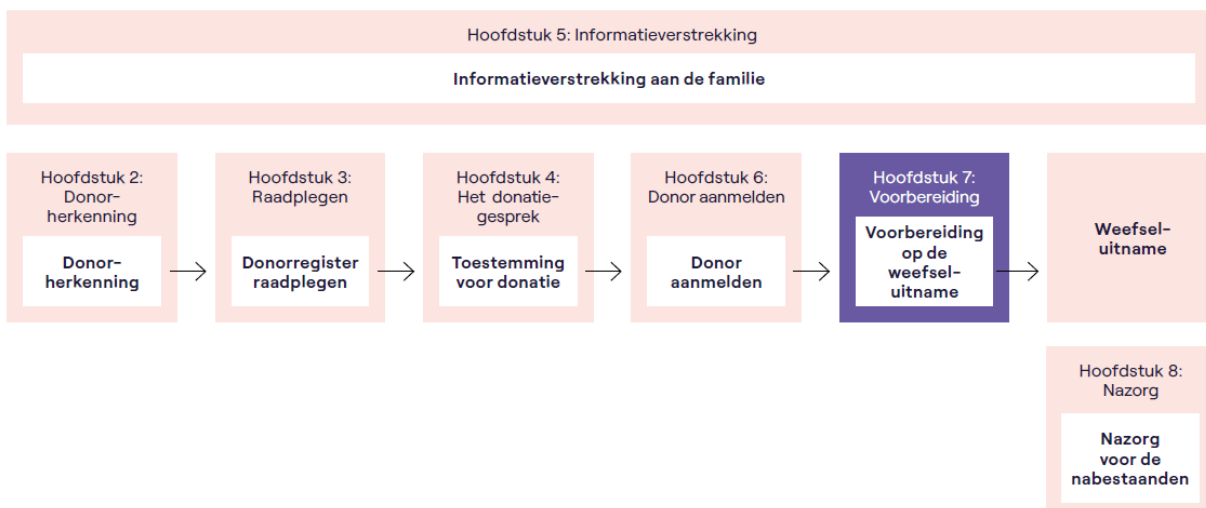 Hoofdstuk 5: Informatieverstrekking
Informatieverstrekking aan de familie
Hoofdstuk 2:
Donor-
herkenning
Donor-
herkenning
Hoofdstuk 3:
Raadplegen
Donorregister
raadplegen
Hoofdstuk 4:
Het donatie-
gesprek
Toestemming
voor donatie
Hoofdstuk 6:
Donor aanmelden
Donor
aanmelden
Hoofdstuk 7:
Voorbereiding
Voorbereiding
op de
weefsel-
uitname
Weefsel-
uitname
Hoofdstuk 8:
Nazorg
Nazorg
voor de
nabestaanden